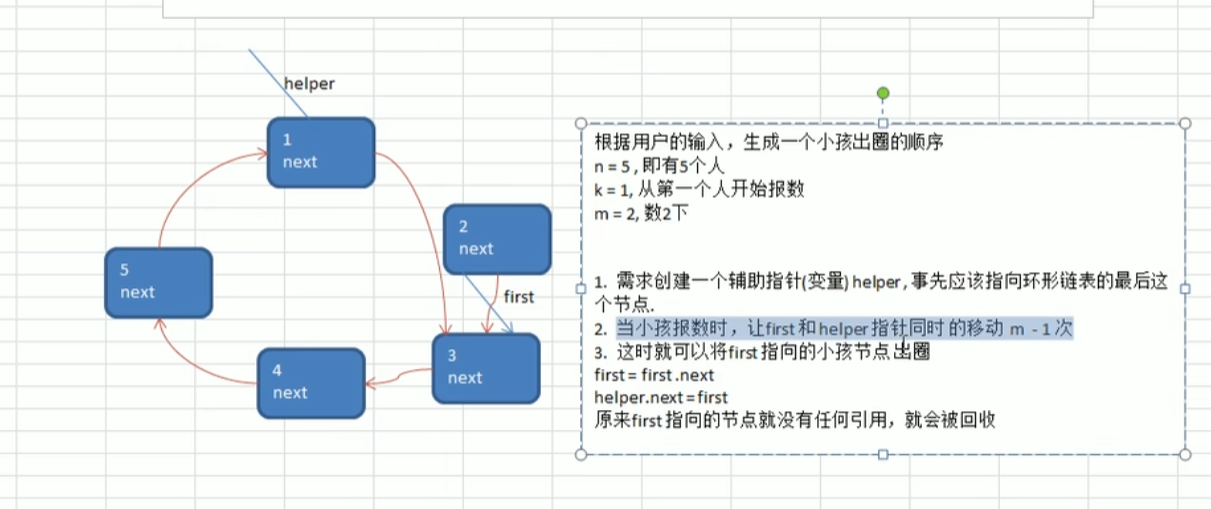 helper
1
next
2
next
first
5
next
3
next
4
next
根据用户的输入，生成一个小孩出圈的顺序
n = 5 , 即有5个人
k = 1, 从第一个人开始报数
m = 2, 数2下
1. 需求创建一个辅助指针(变量) helper , 事先应该指向环形链表的最后这
个节点.
2. 当小孩报数时，让first 和 helper 指针同时 的移动 m - 1 次
3. 这时就可以将first 指向的小孩节点 出圈
first = first .next
helper.next = first
原来first 指向的节点就没有任何引用，就会被回收